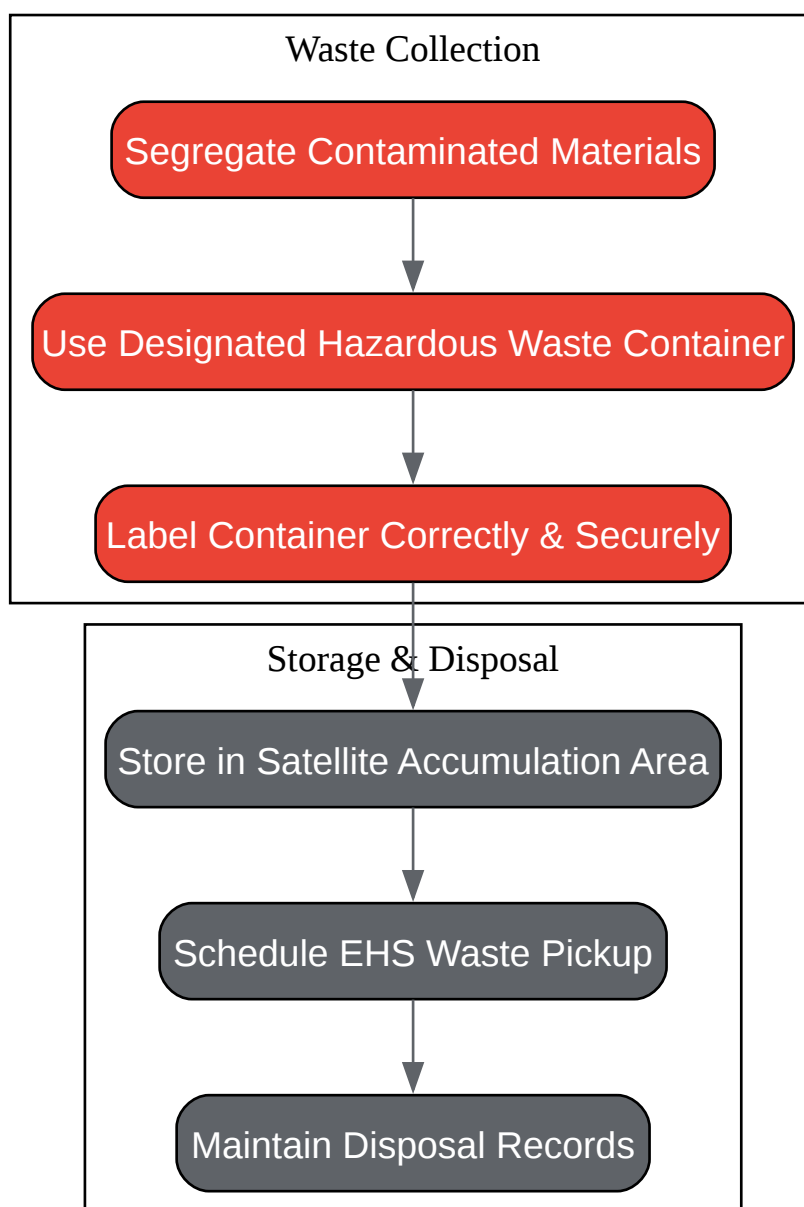 Waste Collection
Segregate Contaminated Materials
Use Designated Hazardous Waste Container
Label Container Correctly & Securely
Storage & Disposal
Store in Satellite Accumulation Area
Schedule EHS Waste Pickup
Maintain Disposal Records